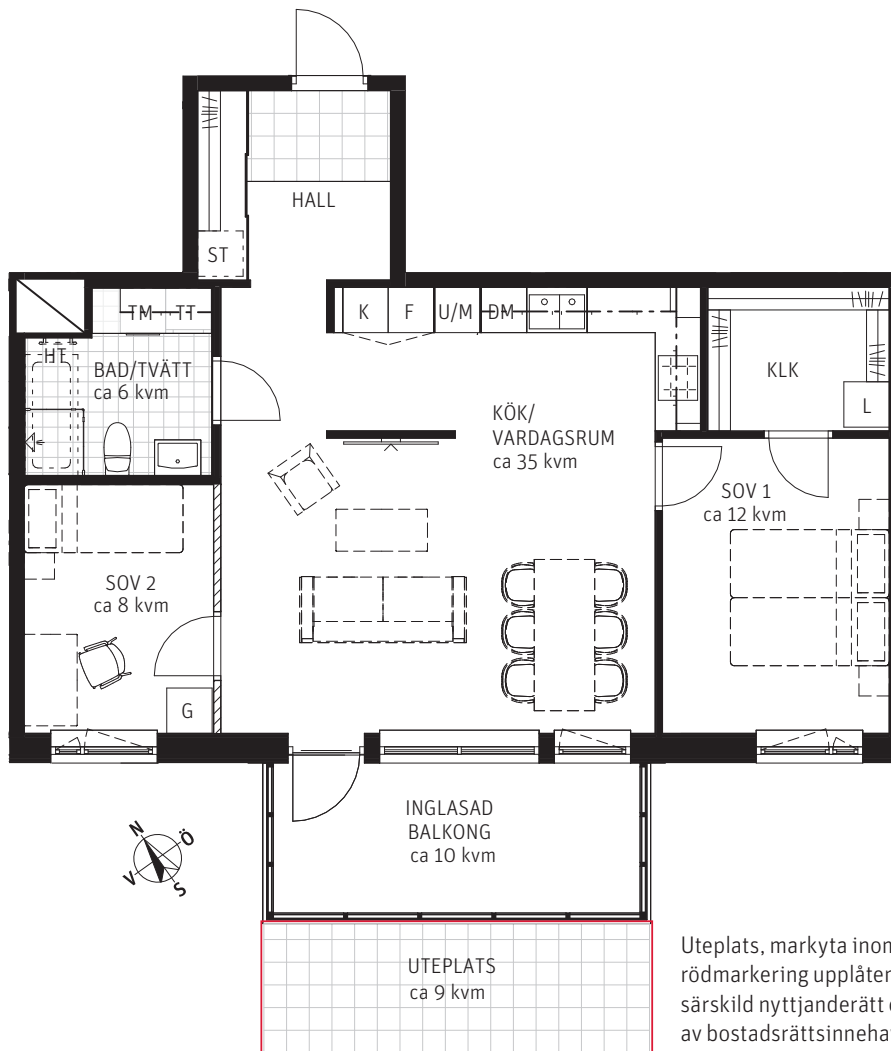 HALL
ST
K
F
U/M
DM
TM
TT
HT
BAD/TVÄTT
ca 6 kvm
KLK
L
KÖK/
VARDAGSRUM
ca 35 kvm
SOV 1
ca 12 kvm
SOV 2
ca 8 kvm
G
INGLASAD
BALKONG
ca 10 kvm
N
Ö
V
S
UTEPLATS
ca 9 kvm
Uteplats, markyta inom
rödmarkering upplåten
särskild nyttjanderätt
av bostadsrättsinneha